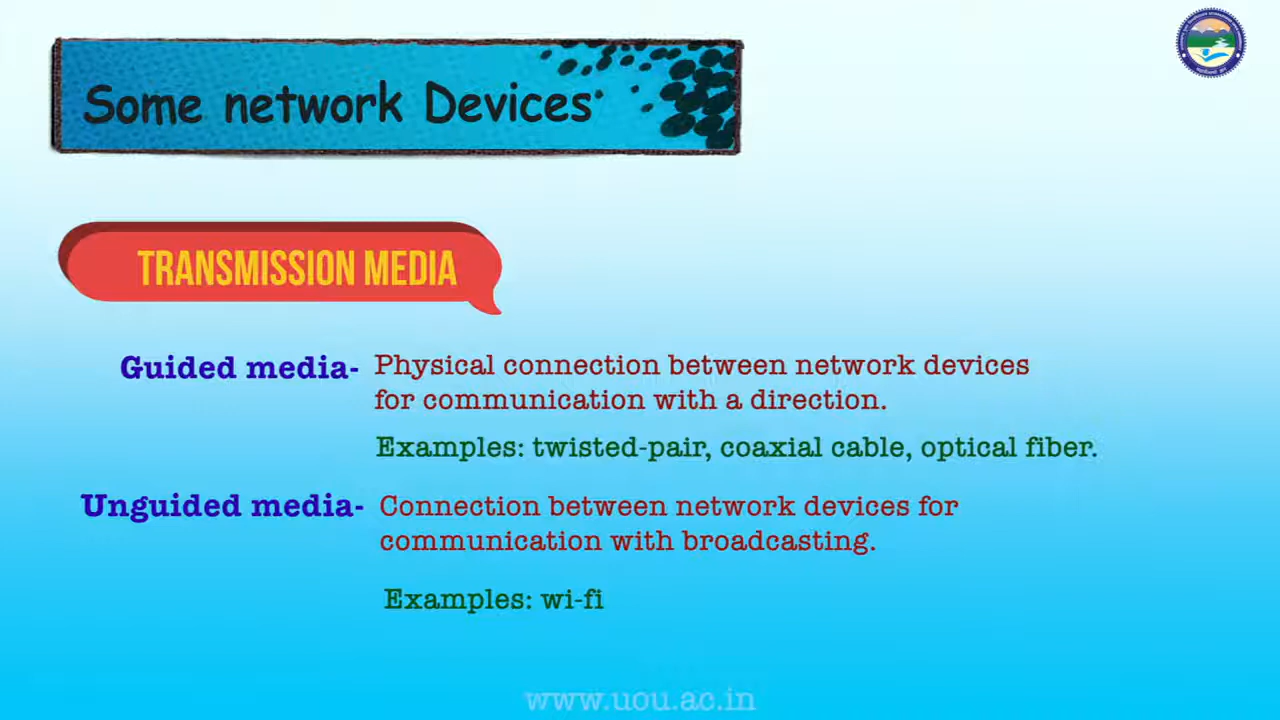 Some network Devices
TRANSMISSION MEDIA
Guided media- Physical connection between network devices
for communication with a direction.
Examples: twisted-pair, coaxial cable, optical fiber.
Unguided media- Connection between network devices for
communication with broadcasting.
Examples: wi-fi
www.uou.ac.in